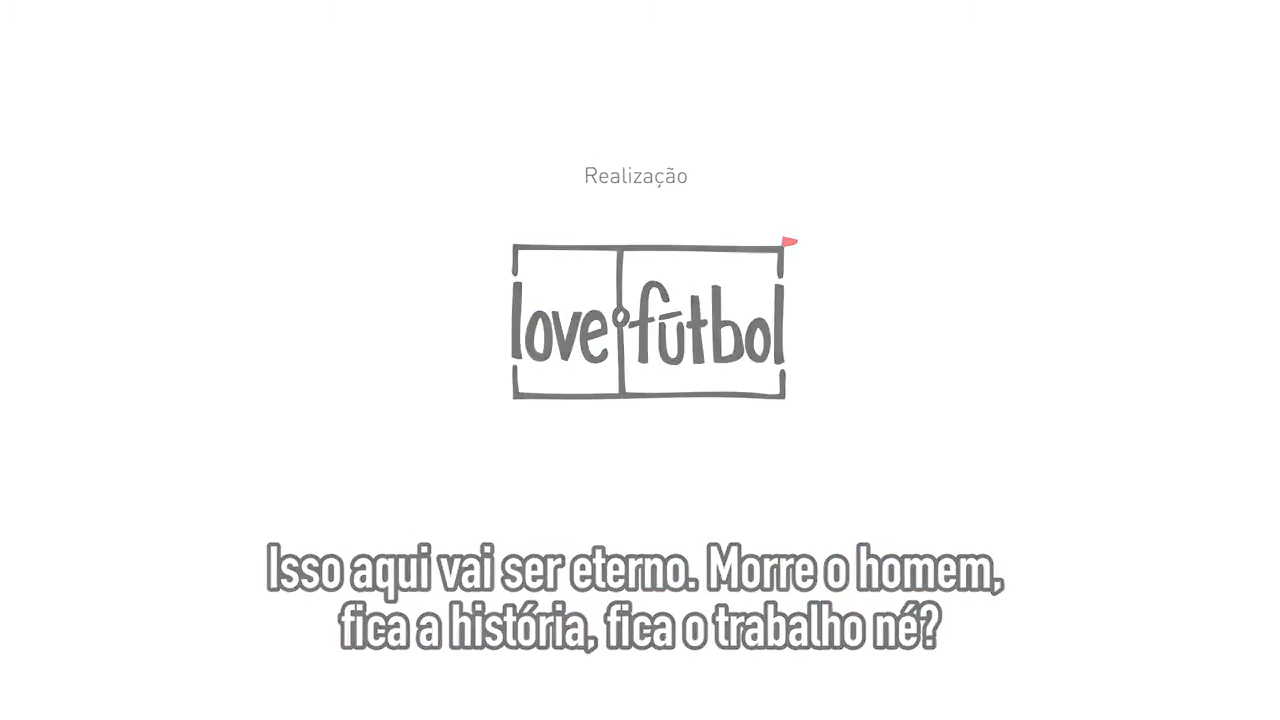 Realização
love fútbol
Isso aqui vai ser eterno. Morre o homem,
fica a história, fica o trabalho né?